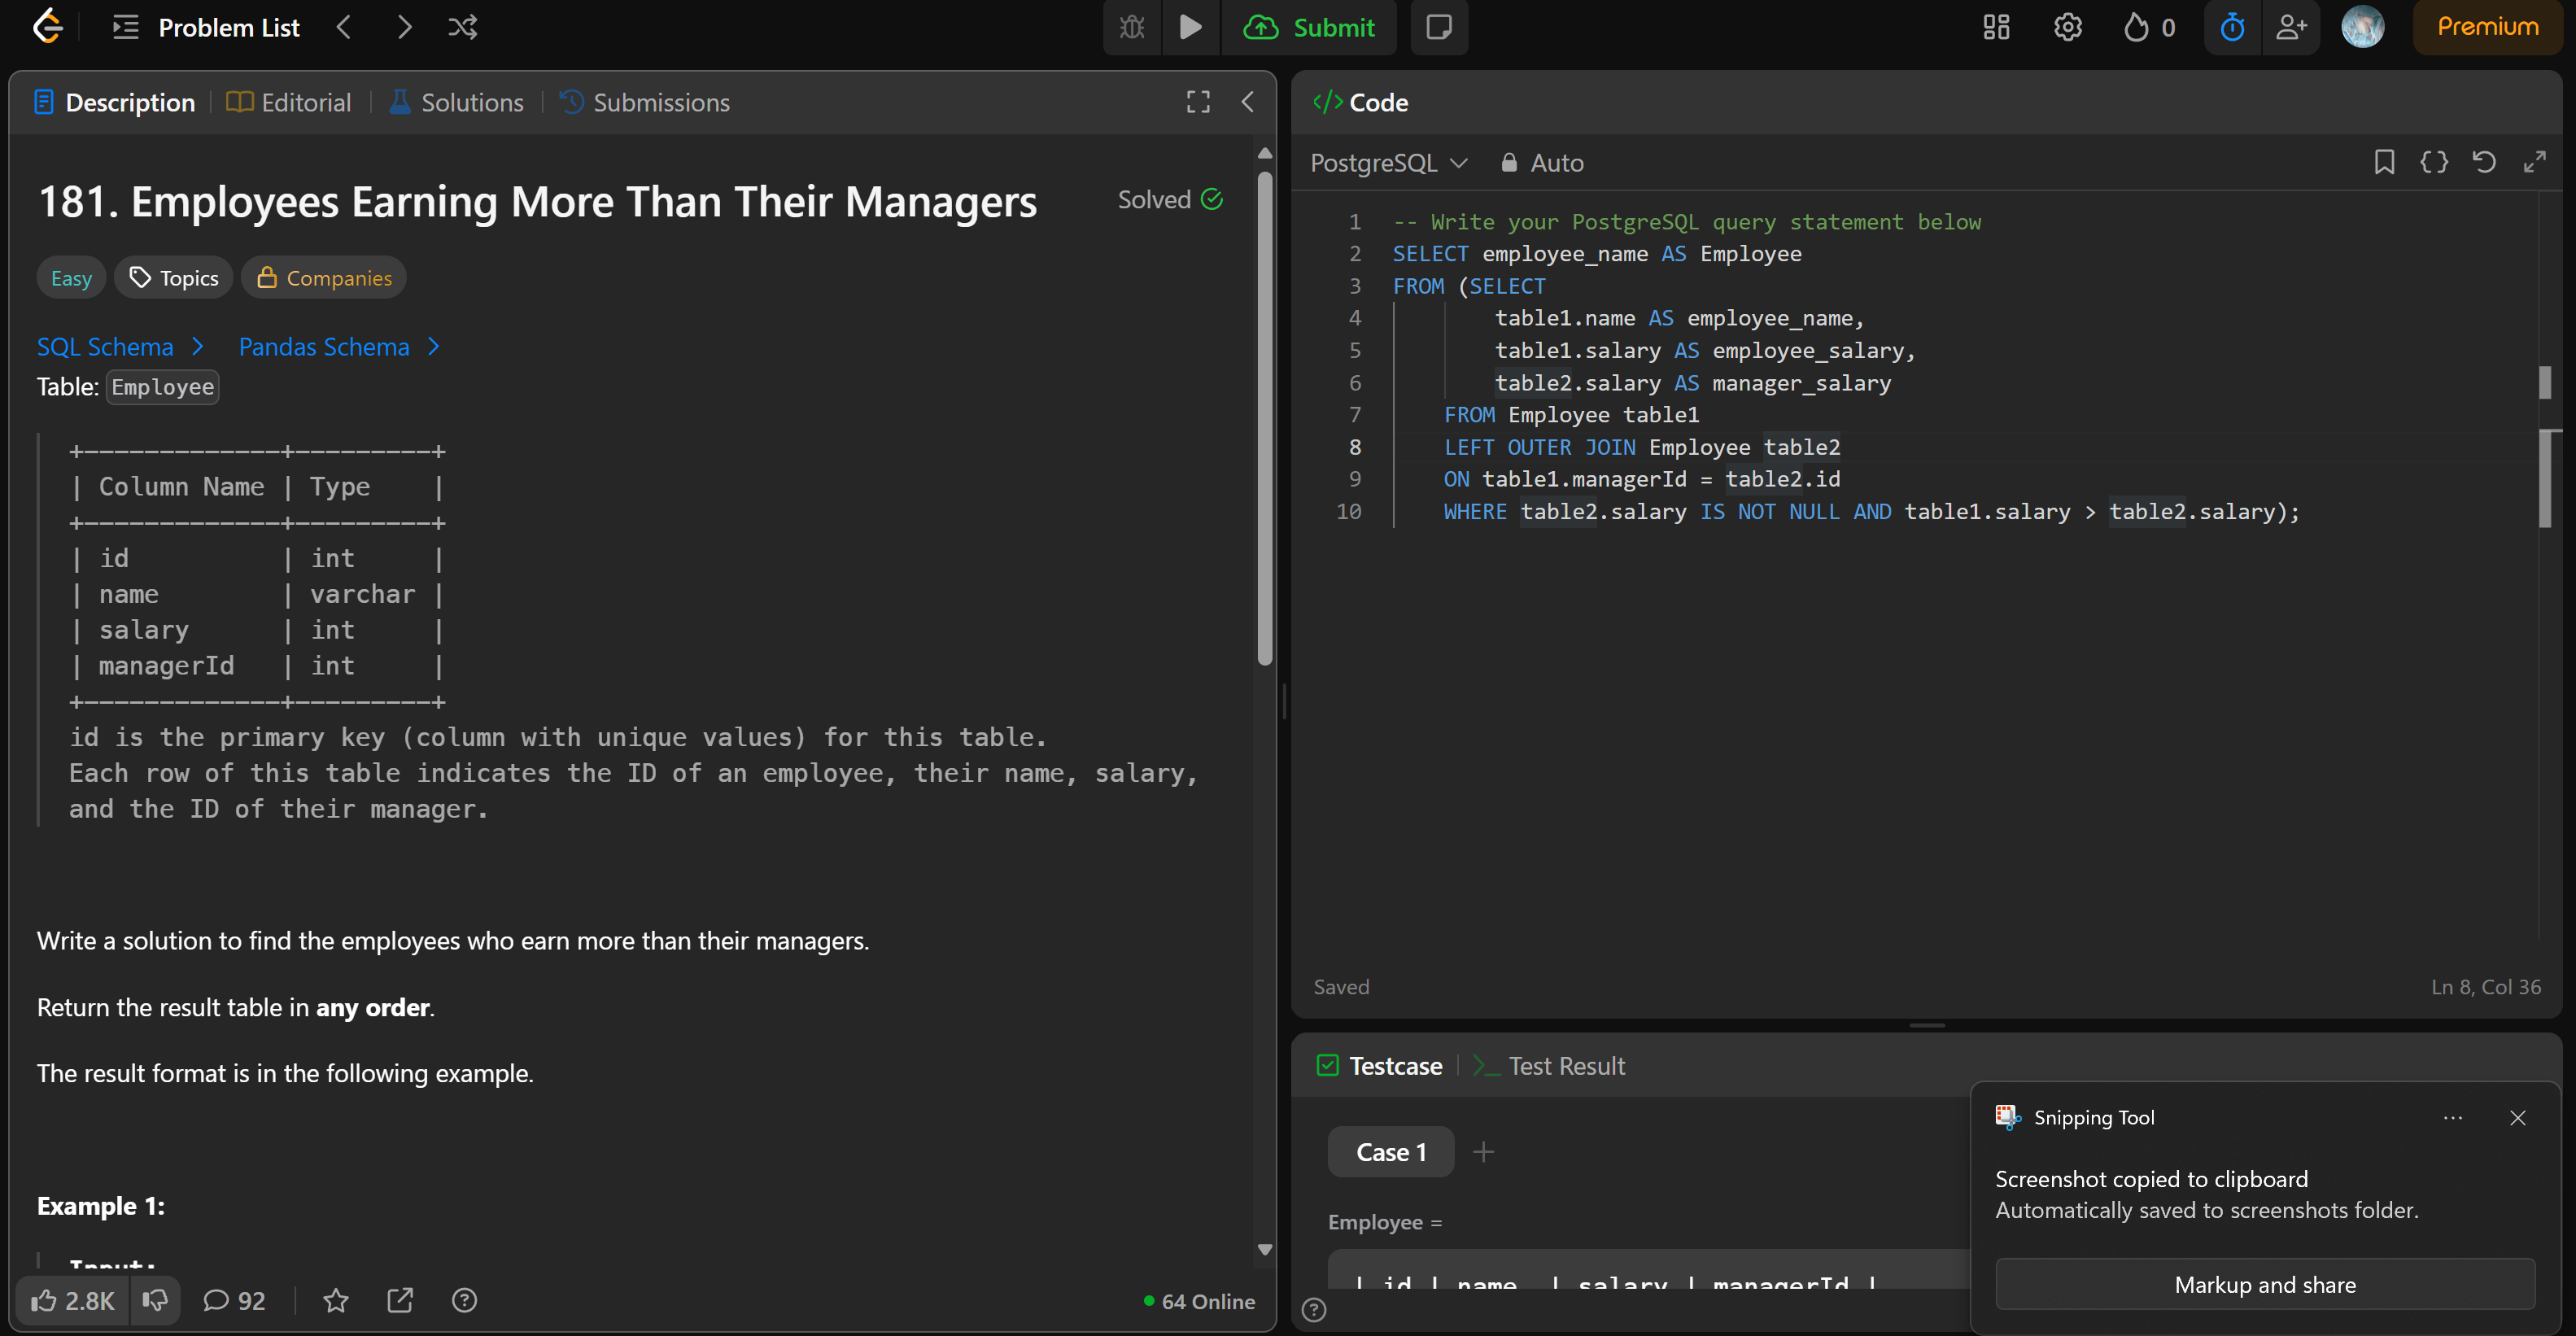 Problem List
Submit
0
Premium
Description
Editorial
Solutions
Submissions
181. Employees Earning More Than Their Managers
Solved
Easy
Topics
Companies
SQL Schema
Pandas Schema
Table: Employee
+-------------+---------+
| Column Name | Type    |
+-------------+---------+
| id          | int     |
| name        | varchar |
| salary      | int     |
| managerId   | int     |
+-------------+---------+
id is the primary key (column with unique values) for this table.
Each row of this table indicates the ID of an employee, their name, salary,
and the ID of their manager.
Write a solution to find the employees who earn more than their managers.
Return the result table in any order.
The result format is in the following example.
Example 1:
Input:
2.8K
92
64 Online
</> Code
PostgreSQL
Auto
1 -- Write your PostgreSQL query statement below
2 SELECT employee_name AS Employee
3 FROM (SELECT
4 table1.name AS employee_name,
5 table1.salary AS employee_salary,
6 table2.salary AS manager_salary
7 FROM Employee table1
8 LEFT OUTER JOIN Employee table2
9 ON table1.managerId = table2.id
10 WHERE table2.salary IS NOT NULL AND table1.salary > table2.salary);
Saved
Ln 8, Col 36
Testcase
Test Result
Case 1
Employee =
| id | name | salary | managerId |
Snipping Tool
Screenshot copied to clipboard
Automatically saved to screenshots folder.
Markup and share